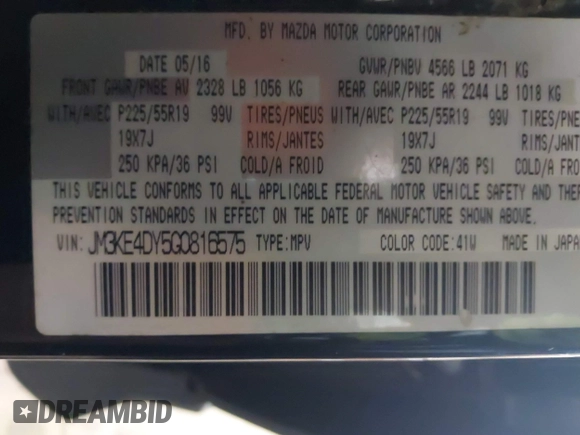 MFD. BY MAZDA MOTOR CORPORATION
DATE 05/16 GVWR/PNBV 4566 LB 2071 KG
FRONT GAWR/PNBE AV 2328 LB 1056 KG REAR GAWR/PNBE AR 2244 LB 1018 KG
WITH/AVEC P225/55R19 99V TIRES/PNEUS WITH/AVEC P225/55R19 99V TIRES/PNE
19X7J RIMS/JANTES 19X7J RIMS/JANTE
250 KPA/36 PSI COLD/A FROID 250 KPA/36 PSI COLD/A FROI
THIS VEHICLE CONFORMS TO ALL APPLICABLE FEDERAL MOTOR VEHICLE SAFETY AND THEF
PREVENTION STANDARDS IN EFFECT ON THE DATE OF MANUFACTURE SHOWN ABOVE.
VIN: JM3KE4DY5G0816575 TYPE:MPV COLOR CODE:41W MADE IN JAPA
DREAMBID